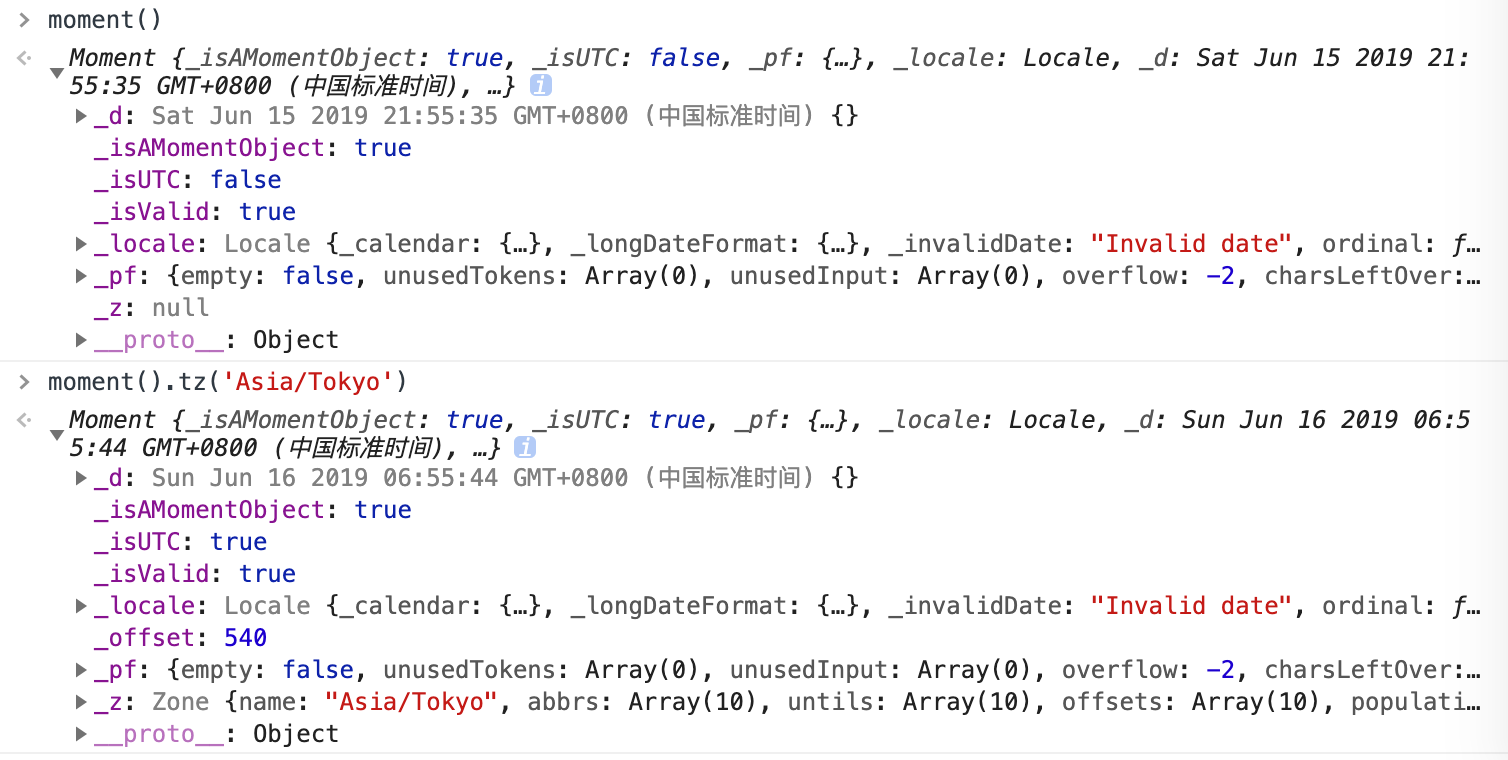 > moment()
Moment {_isAMomentObject: true, _isUTC: false, _pf: {…}, _locale: Locale, _d: Sat Jun 15 2019 21:
55:35 GMT+0800 (中国标准时间), …} i
_d: Sat Jun 15 2019 21:55:35 GMT+0800 (中国标准时间) {}
_isAMomentObject: true
_isUTC: false
_isValid: true
_locale: Locale {_calendar: {…}, _longDateFormat: {…}, _invalidDate: "Invalid date", ordinal: ƒ…
_pf: {empty: false, unusedTokens: Array(0), unusedInput: Array(0), overflow: -2, charsLeftOver:…
_z: null
__proto__: Object
> moment().tz('Asia/Tokyo')
Moment {_isAMomentObject: true, _isUTC: true, _pf: {…}, _locale: Locale, _d: Sun Jun 16 2019 06:5
5:44 GMT+0800 (中国标准时间), …} i
_d: Sun Jun 16 2019 06:55:44 GMT+0800 (中国标准时间) {}
_isAMomentObject: true
_isUTC: true
_isValid: true
_locale: Locale {_calendar: {…}, _longDateFormat: {…}, _invalidDate: "Invalid date", ordinal: ƒ…
_offset: 540
_pf: {empty: false, unusedTokens: Array(0), unusedInput: Array(0), overflow: -2, charsLeftOver:…
_z: Zone {name: "Asia/Tokyo", abbrs: Array(10), untils: Array(10), offsets: Array(10), populati…
__proto__: Object